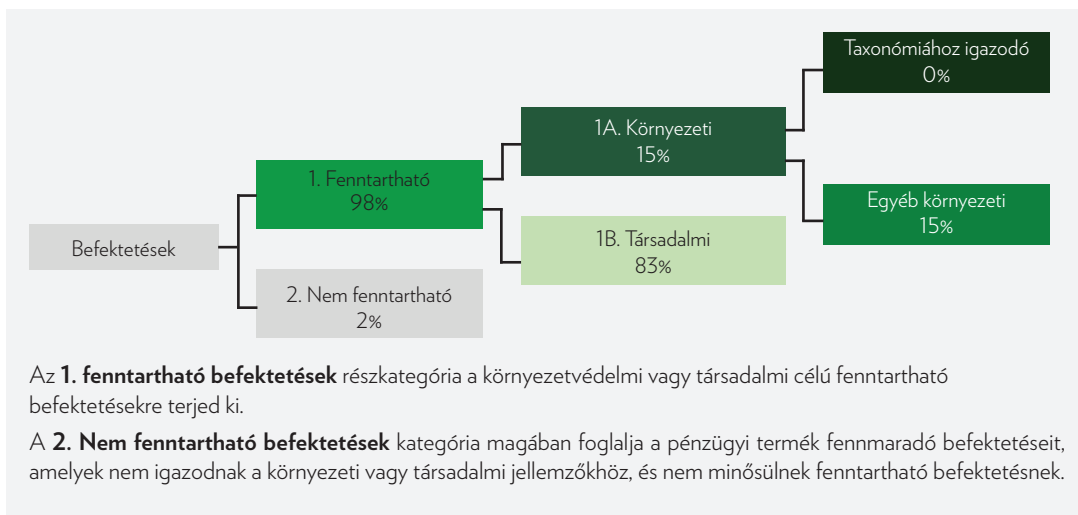 Taxonómiához igazodó
0%
1A. Környezeti
15%
1. Fenntartható
98%
Egyéb környezeti
15%
Befektetések
1B. Társadalmi
83%
2. Nem fenntartható
2%
Az 1. fenntartható befektetések részkategória a környezetvédelmi vagy társadalmi célú fenntartható
befektetésekre terjed ki.
A 2. Nem fenntartható befektetések kategória magában foglalja a pénzügyi termék fennmaradó befektetéseit,
amelyek nem igazodnak a környezeti vagy társadalmi jellemzőkhöz, és nem minősülnek fenntartható befektetésnek.